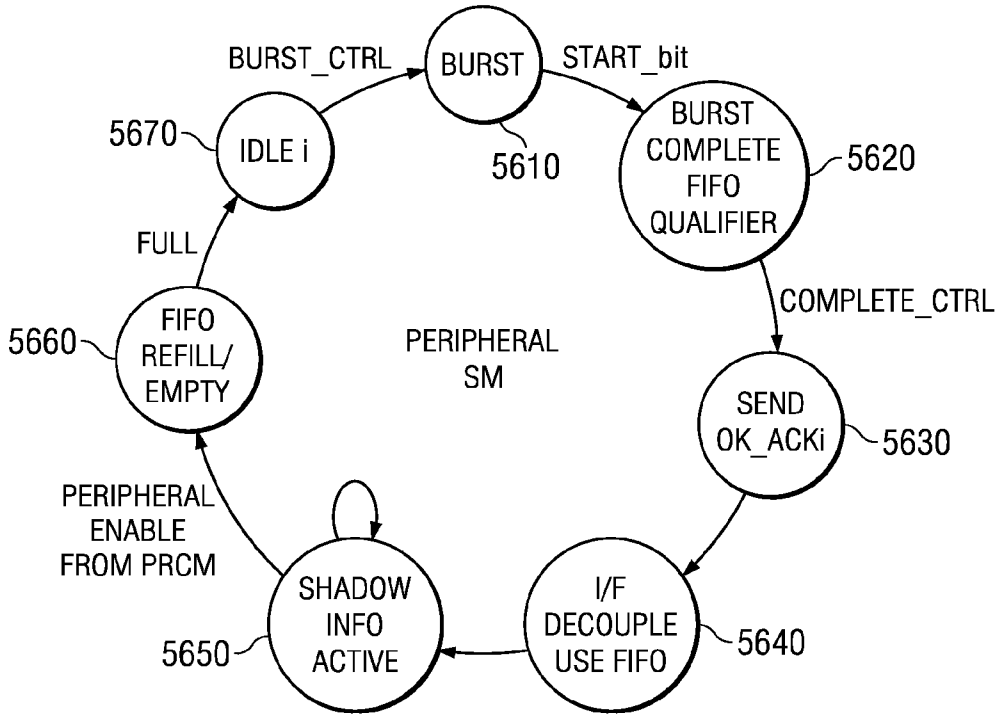 BURST_CTRL
BURST
START_bit
5670
IDLE i
5610
BURST
COMPLETE
FIFO
QUALIFIER
5620
FULL
COMPLETE_CTRL
5660
FIFO
REFILL/
EMPTY
PERIPHERAL
SM
SEND
OK_ACKi
5630
PERIPHERAL
ENABLE
FROM PRCM
SHADOW
INFO
ACTIVE
5650
I/F
DECOUPLE
USE FIFO
5640